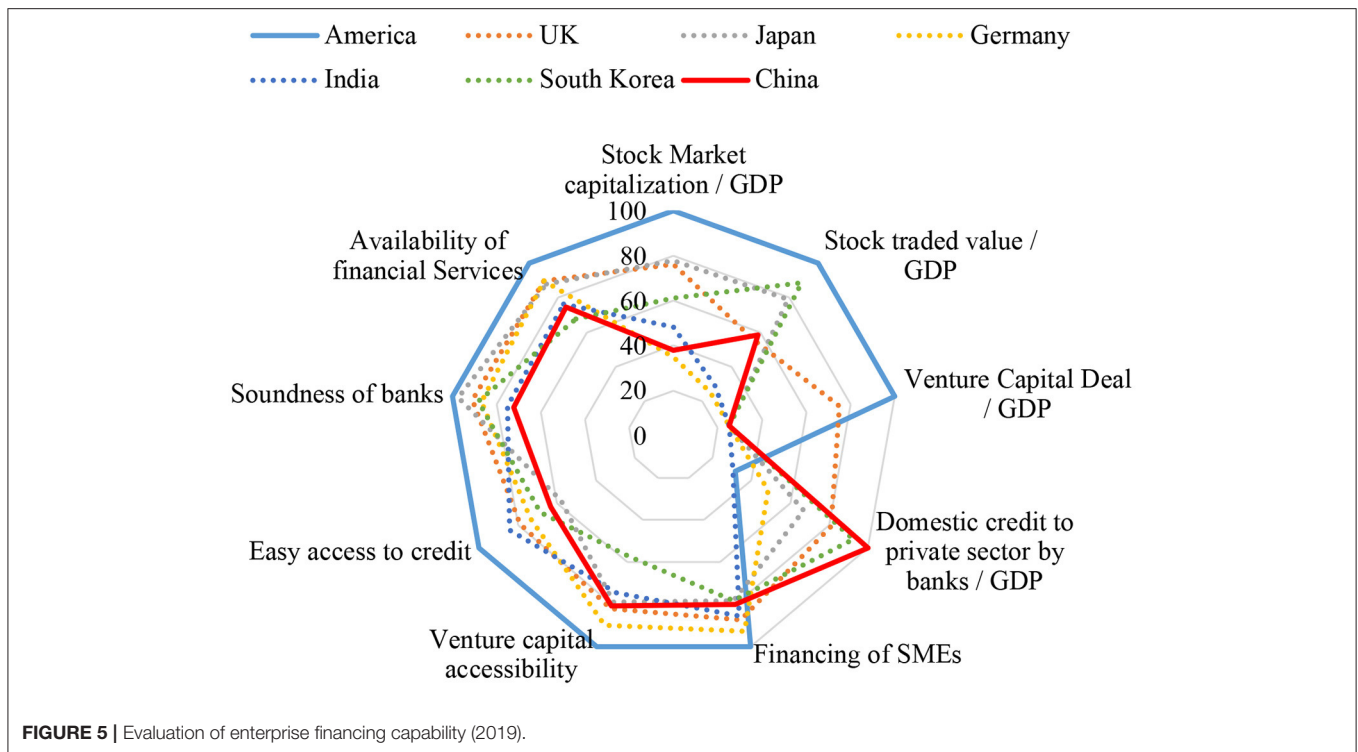 America UK Japan Germany
India South Korea China
Stock Market
capitalization / GDP
100
80
60
40
20
0
Stock traded value /
GDP
Venture Capital Deal
/ GDP
Domestic credit to
private sector by
banks / GDP
Financing of SMEs
Venture capital
accessibility
Easy access to credit
Soundness of banks
Availability of
financial Services
FIGURE 5 | Evaluation of enterprise financing capability (2019).